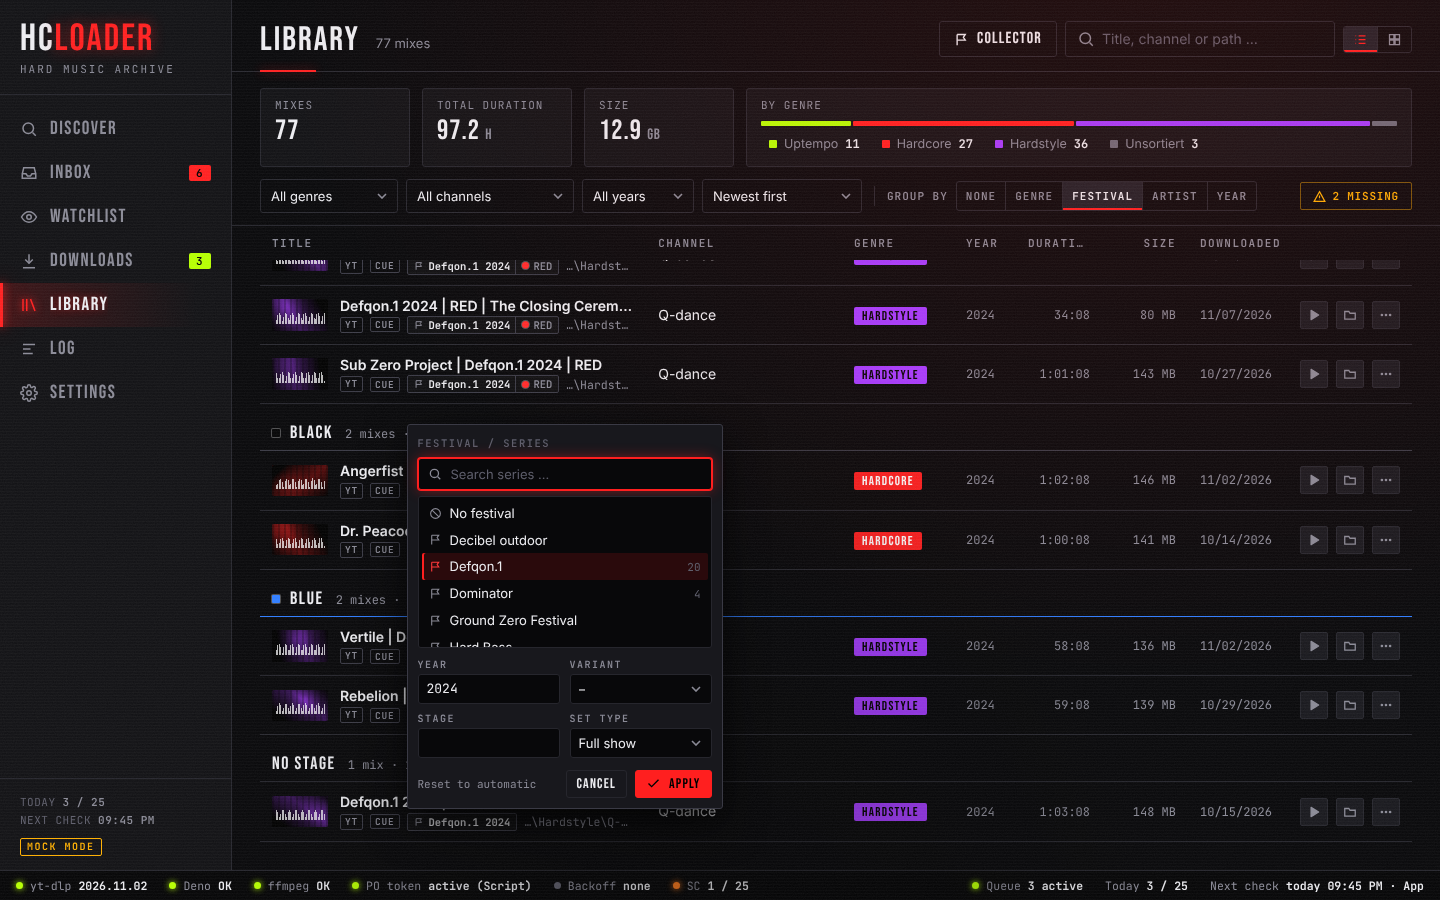 HCLOADER
HARD MUSIC ARCHIVE
DISCOVER
INBOX 6
WATCHLIST
DOWNLOADS 3
LIBRARY
LOG
SETTINGS
TODAY 3 / 25
NEXT CHECK 09:45 PM
MOCK MODE
LIBRARY 77 mixes
COLLECTOR
Title, channel or path ...
MIXES
77
TOTAL DURATION
97.2 H
SIZE
12.9 GB
BY GENRE
Uptempo 11 Hardcore 27 Hardstyle 36 Unsortiert 3
All genres All channels All years Newest first GROUP BY NONE GENRE FESTIVAL ARTIST YEAR 2 MISSING
TITLE CHANNEL GENRE YEAR DURATI... SIZE DOWNLOADED
YT CUE Defqon.1 2024 RED ...\Hardst...
Defqon.1 2024 | RED | The Closing Cerem...
Q-dance HARDSTYLE 2024 34:08 80 MB 11/07/2026
YT CUE Defqon.1 2024 RED ...\Hardst...
Sub Zero Project | Defqon.1 2024 | RED
Q-dance HARDSTYLE 2024 1:01:08 143 MB 10/27/2026
YT CUE Defqon.1 2024 RED ...\Hardst...
BLACK 2 mixes ·
Angerfist
HARDCORE 2024 1:02:08 146 MB 11/02/2026
YT CUE
Dr. Peaco
HARDCORE 2024 1:00:08 141 MB 10/14/2026
YT CUE
BLUE 2 mixes ·
Vertile | D
HARDSTYLE 2024 58:08 136 MB 11/02/2026
YT CUE
Rebelion |
HARDSTYLE 2024 59:08 139 MB 10/29/2026
YT CUE
NO STAGE 1 mix ·
Defqon.1 2
Q-dance HARDSTYLE 2024 1:03:08 148 MB 10/15/2026
YT CUE Defqon.1 2024 ...\Hardstyle\Q-...
FESTIVAL / SERIES
Search series ...
No festival
Decibel outdoor
Defqon.1 20
Dominator 4
Ground Zero Festival
Hard Bass
YEAR VARIANT
2024 –
STAGE SET TYPE
Full show
Reset to automatic CANCEL APPLY
yt-dlp 2026.11.02 Deno OK ffmpeg OK PO token active (Script) Backoff none SC 1 / 25 Queue 3 active Today 3 / 25 Next check today 09:45 PM · App